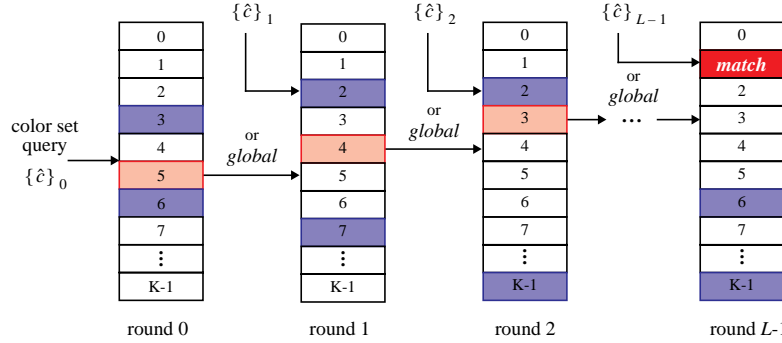 {ĉ}₁
{ĉ}₂
{ĉ}L−1
color set
query
{ĉ}₀
0
1
2
3
4
5
6
7
⋮
K-1
round 0
or
global
0
1
2
3
4
5
6
7
⋮
K-1
round 1
or
global
0
1
2
3
4
5
6
7
⋮
K-1
round 2
or
global
...
0
match
2
3
4
5
6
7
⋮
K-1
round L-1